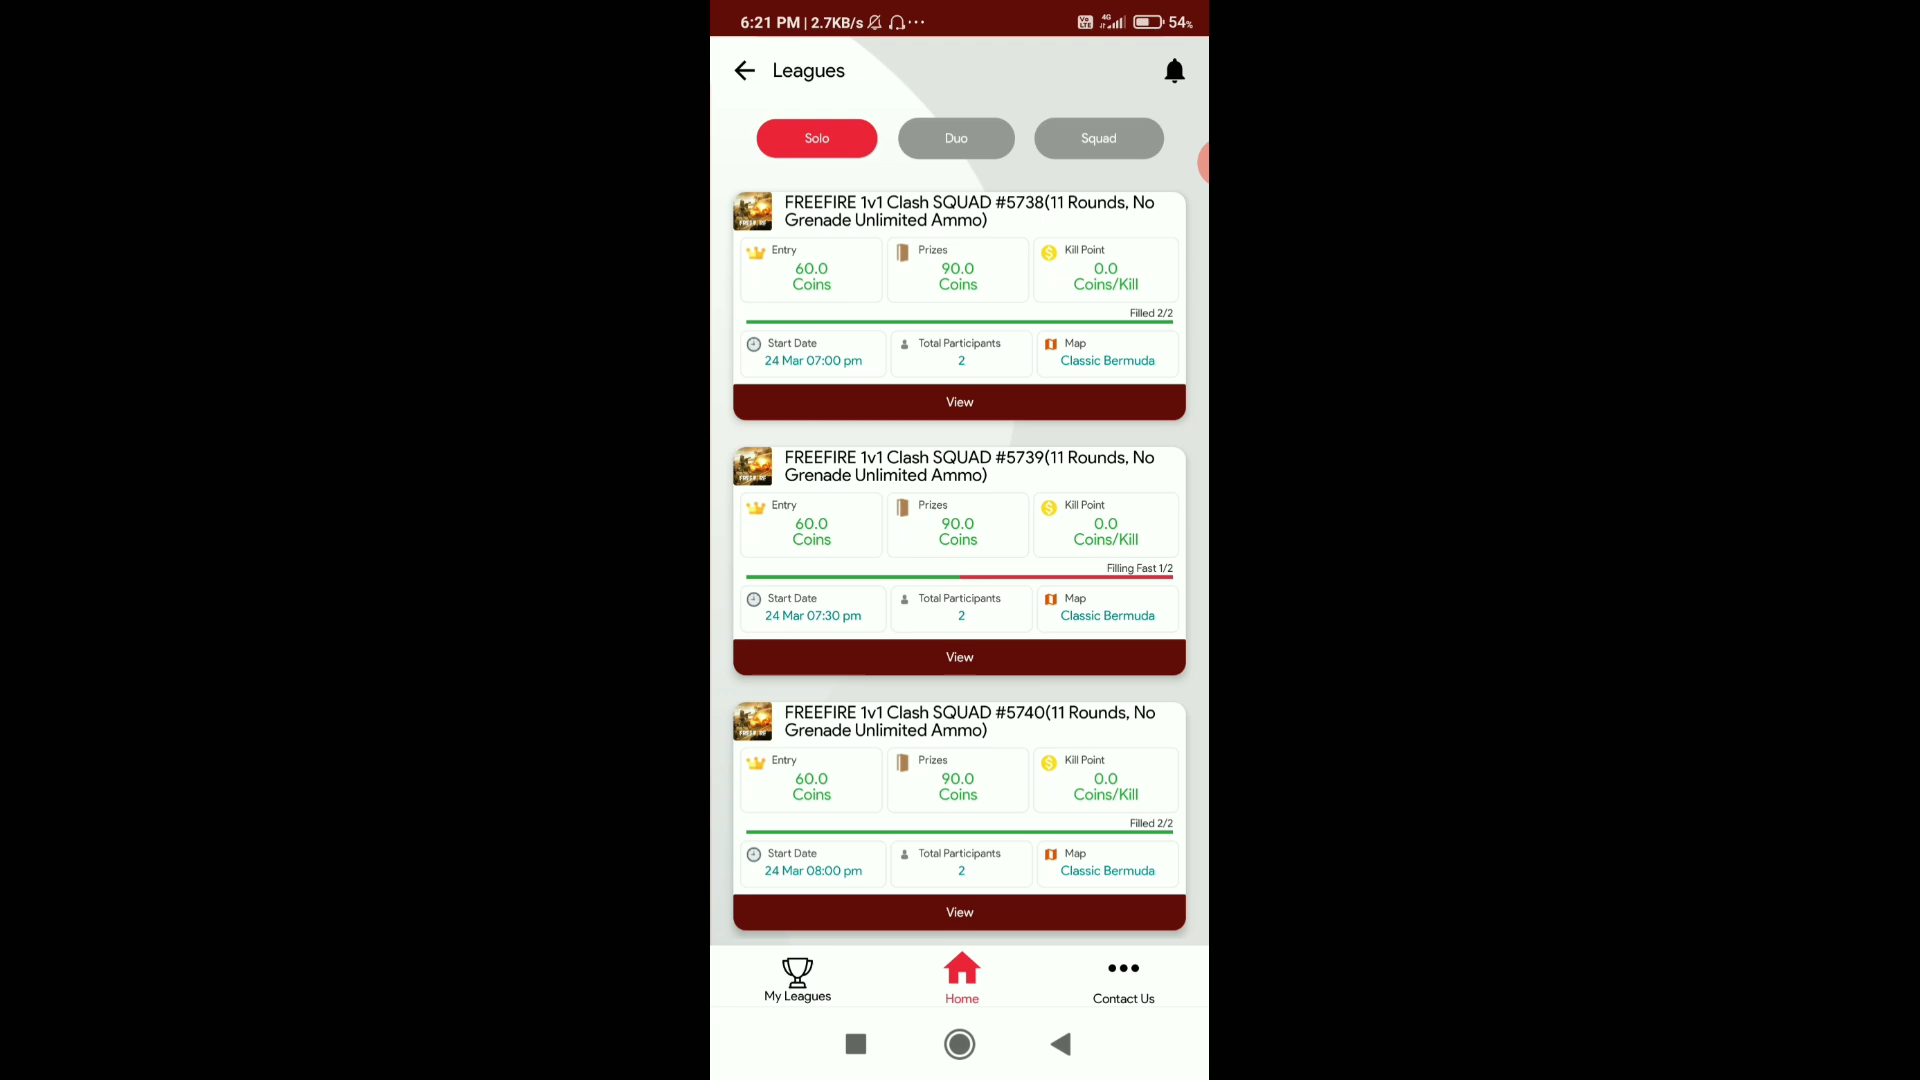 6:21 PM | 2.7KB/s
Vo LTE 4G 54%
Leagues
Solo Duo Squad
FREEFIRE 1v1 Clash SQUAD #5738(11 Rounds, No
Grenade Unlimited Ammo)
Entry Prizes Kill Point
60.0 90.0 0.0
Coins Coins Coins/Kill
Filled 2/2
Start Date Total Participants Map
24 Mar 07:00 pm 2 Classic Bermuda
View
FREEFIRE 1v1 Clash SQUAD #5739(11 Rounds, No
Grenade Unlimited Ammo)
Entry Prizes Kill Point
60.0 90.0 0.0
Coins Coins Coins/Kill
Filling Fast 1/2
Start Date Total Participants Map
24 Mar 07:30 pm 2 Classic Bermuda
View
FREEFIRE 1v1 Clash SQUAD #5740(11 Rounds, No
Grenade Unlimited Ammo)
Entry Prizes Kill Point
60.0 90.0 0.0
Coins Coins Coins/Kill
Filled 2/2
Start Date Total Participants Map
24 Mar 08:00 pm 2 Classic Bermuda
View
My Leagues Home Contact Us